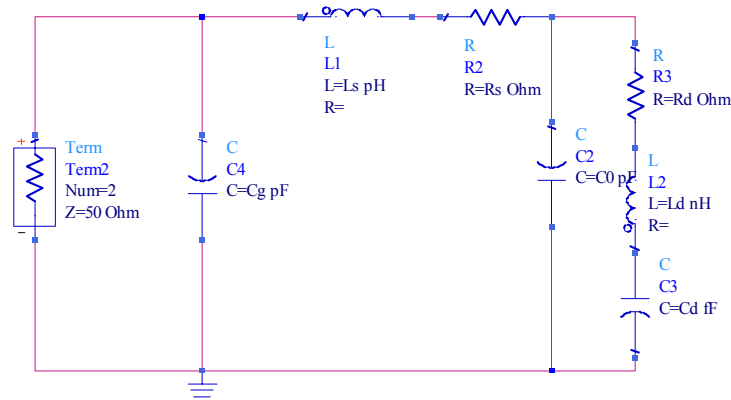 L
L1
L=Ls pH
R=
R
R2
R=Rs Ohm
R
R3
R=Rd Ohm
+
Term
Term2
Num=2
Z=50 Ohm
-
C
C4
C=Cg pF
C
C2
C=C0 pF
L
L2
L=Ld nH
R=
C
C3
C=Cd fF